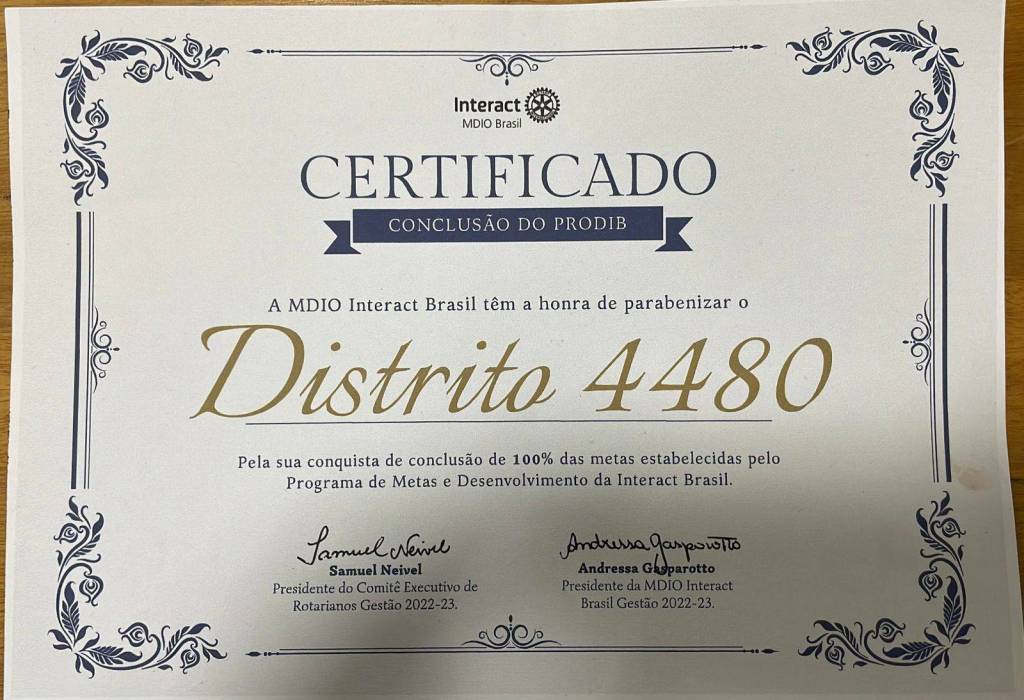 Interact
MDIO Brasil
CERTIFICADO
CONCLUSÃO DO PRODIB
A MDIO Interact Brasil têm a honra de parabenizar o
Distrito 4480
Pela sua conquista de conclusão de 100% das metas estabelecidas pelo
Programa de Metas e Desenvolvimento da Interact Brasil.
Samuel Neivel
Samuel Neivel
Presidente do Comitê Executivo de
Rotarianos Gestão 2022-23.
Andressa Gasparotto
Andressa Gasparotto
Presidente da MDIO Interact
Brasil Gestão 2022-23.